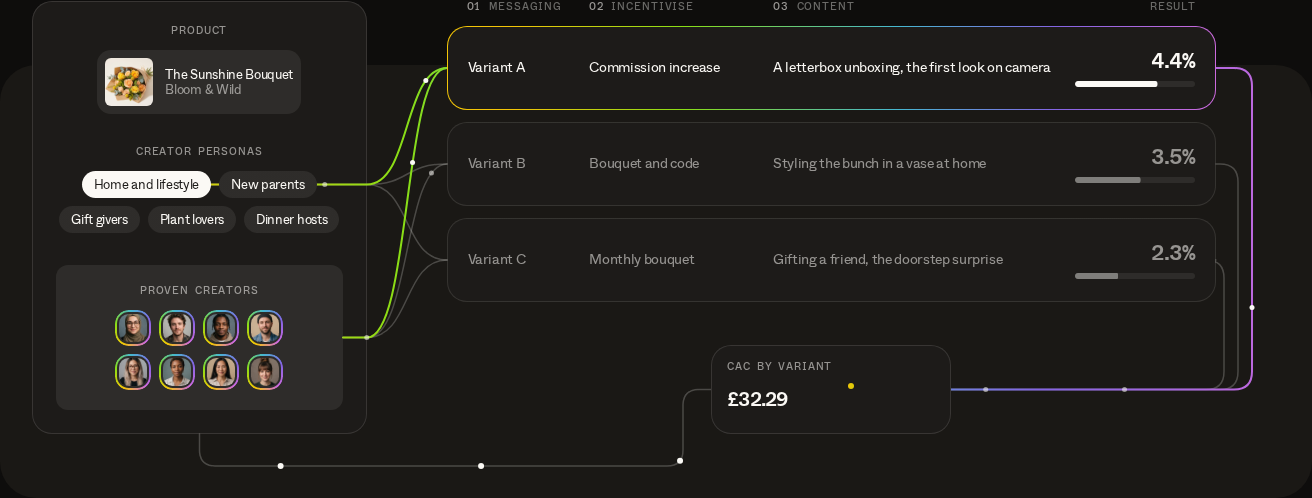 PRODUCT
The Sunshine Bouquet
Bloom & Wild
CREATOR PERSONAS
Home and lifestyle
New parents
Gift givers
Plant lovers
Dinner hosts
PROVEN CREATORS
01 MESSAGING
02 INCENTIVISE
03 CONTENT
RESULT
Variant A
Commission increase
A letterbox unboxing, the first look on camera
4.4%
Variant B
Bouquet and code
Styling the bunch in a vase at home
3.5%
Variant C
Monthly bouquet
Gifting a friend, the doorstep surprise
2.3%
CAC BY VARIANT
£32.29